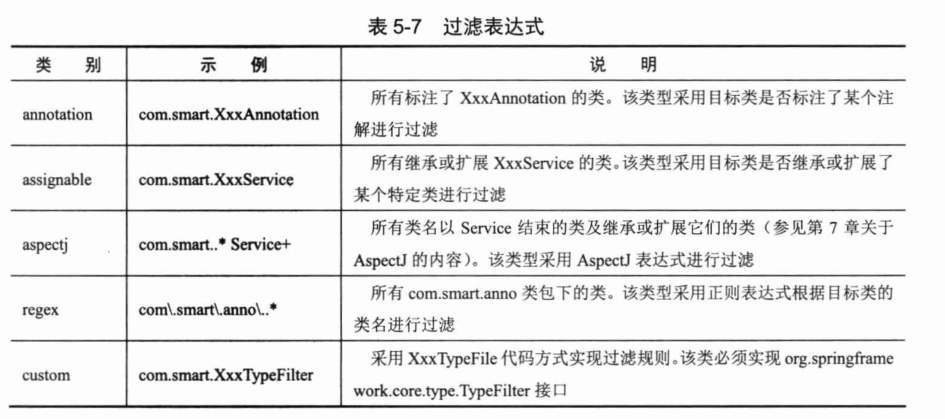 表 5-7 过滤表达式
类 别 示 例 说 明
annotation com.smart.XxxAnnotation 所有标注了 XxxAnnotation 的类。该类型采用目标类是否标注了某个注
解进行过滤
assignable com.smart.XxxService 所有继承或扩展 XxxService 的类。该类型采用目标类是否继承或扩展了
某个特定类进行过滤
aspectj com.smart..* Service+ 所有类名以 Service 结束的类及继承或扩展它们的类（参见第 7 章关于
AspectJ 的内容）。该类型采用 AspectJ 表达式进行过滤
regex com\.smart\.anno\..* 所有 com.smart.anno 类包下的类。该类型采用正则表达式根据目标类的
类名进行过滤
custom com.smart.XxxTypeFilter 采用 XxxTypeFile 代码方式实现过滤规则。该类必须实现 org.springframe
work.core.type.TypeFilter 接口